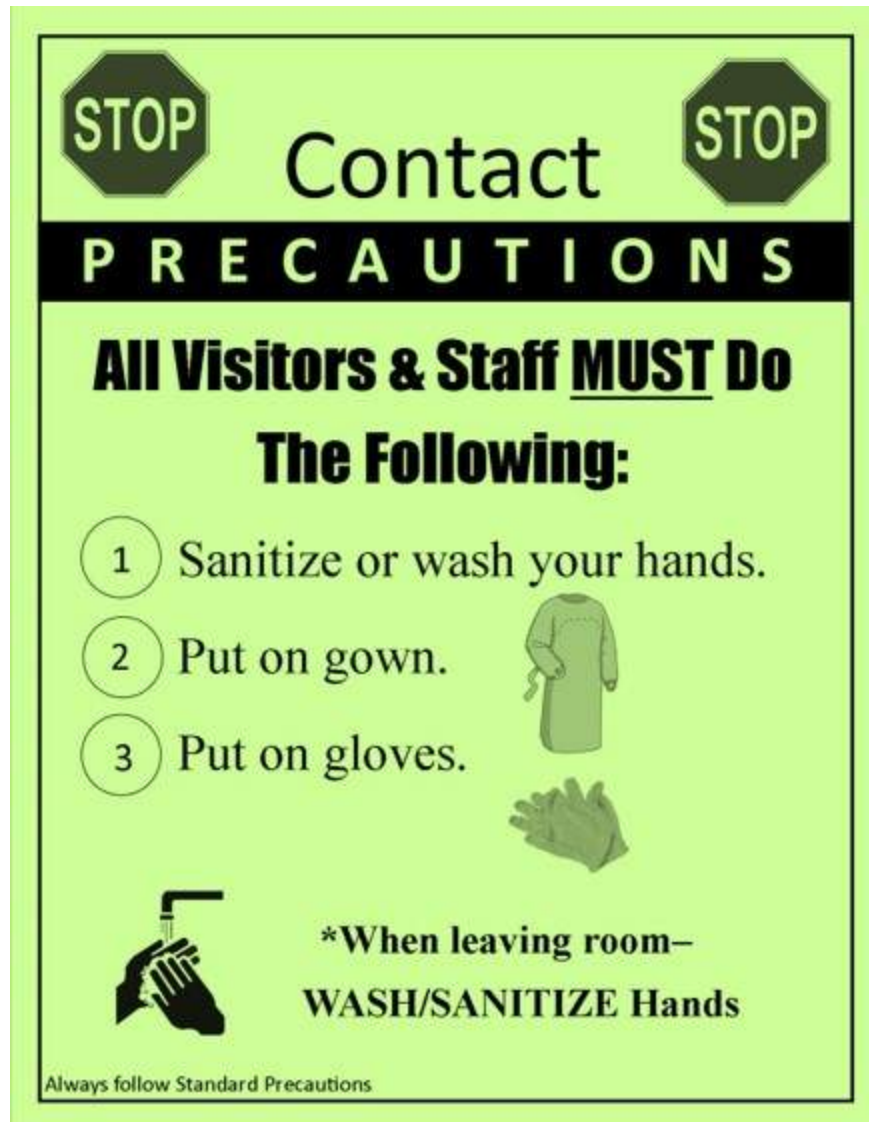 STOP
STOP
Contact
PRECAUTIONS
All Visitors & Staff MUST Do
The Following:
1 Sanitize or wash your hands.
2 Put on gown.
3 Put on gloves.
*When leaving room–
WASH/SANITIZE Hands
Always follow Standard Precautions